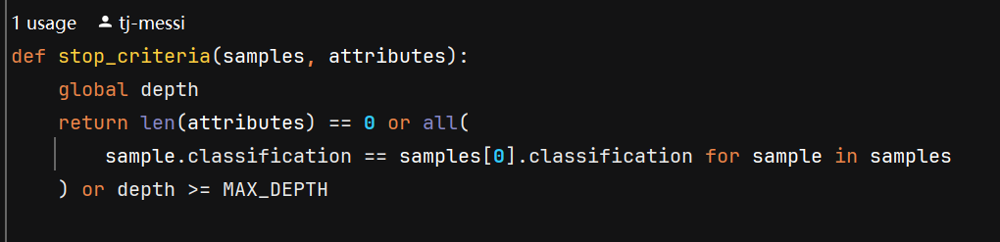 1 usage tj-messi
def stop_criteria(samples, attributes):
    global depth
    return len(attributes) == 0 or all(
        sample.classification == samples[0].classification for sample in samples
    ) or depth >= MAX_DEPTH